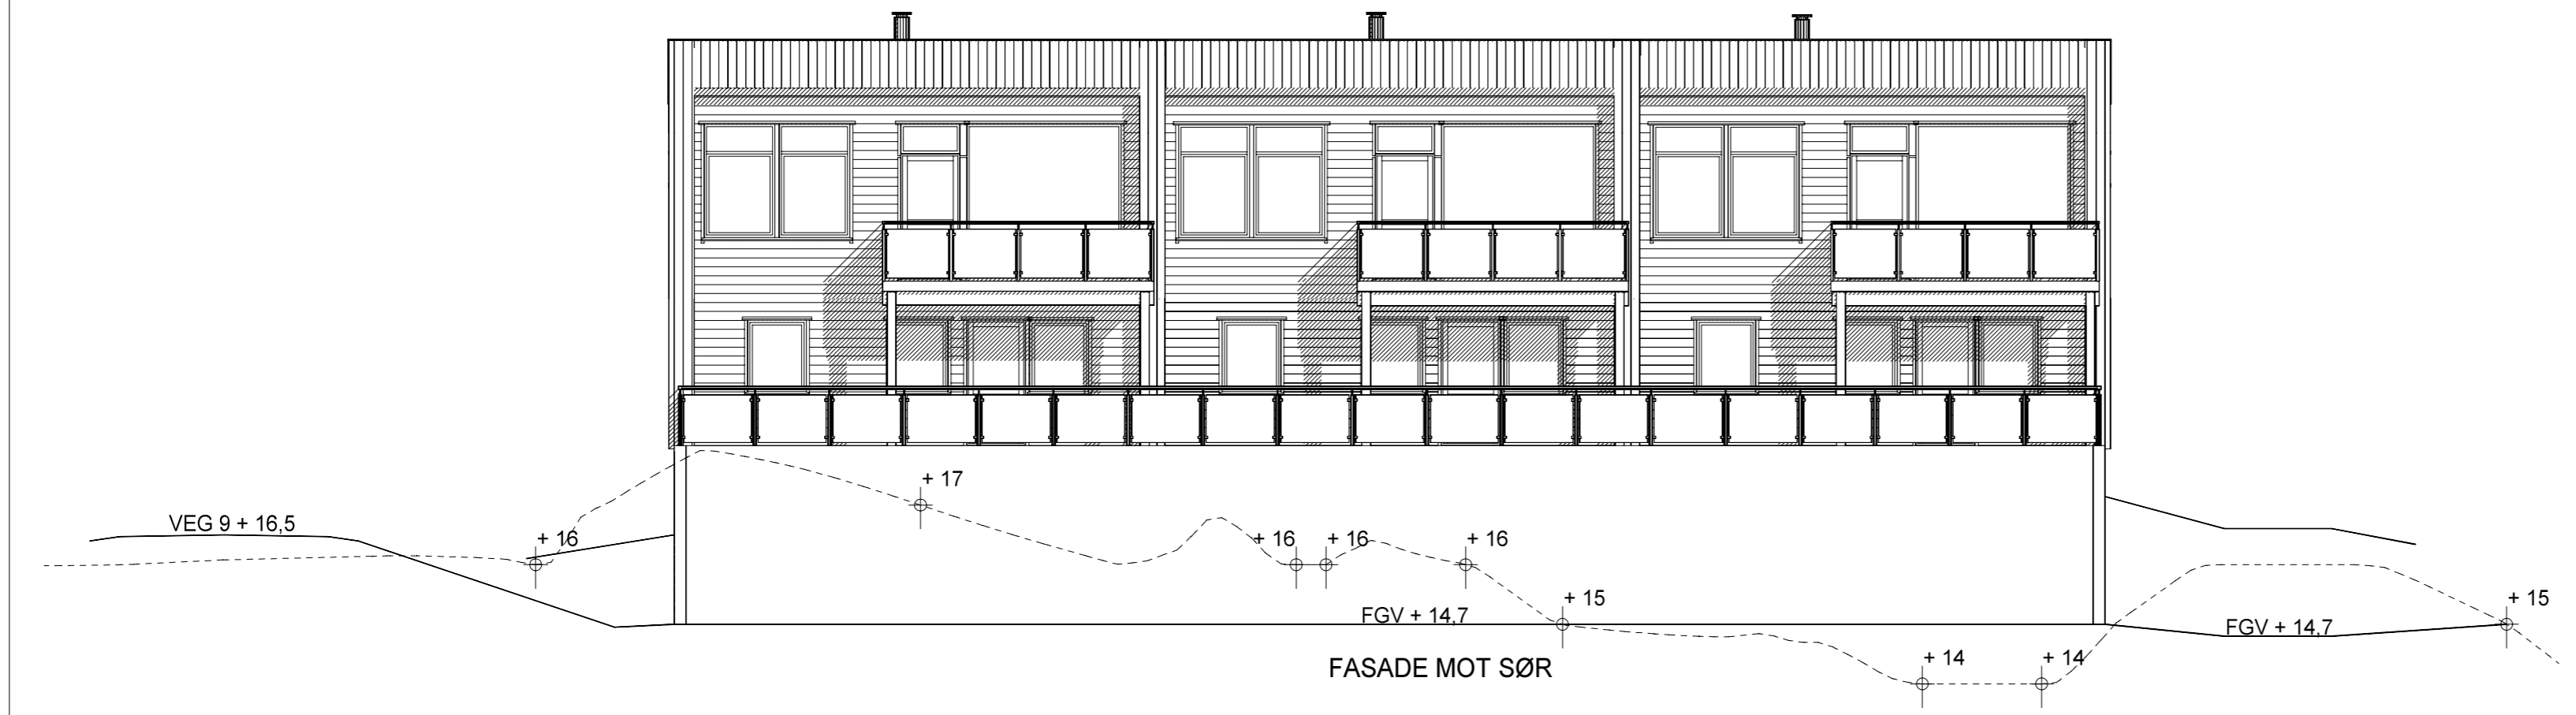 + 17
VEG 9 + 16,5
+ 16
+ 16
+ 16
+ 16
+ 15
+ 15
FGV + 14,7
FGV + 14,7
FASADE MOT SØR
+ 14
+ 14